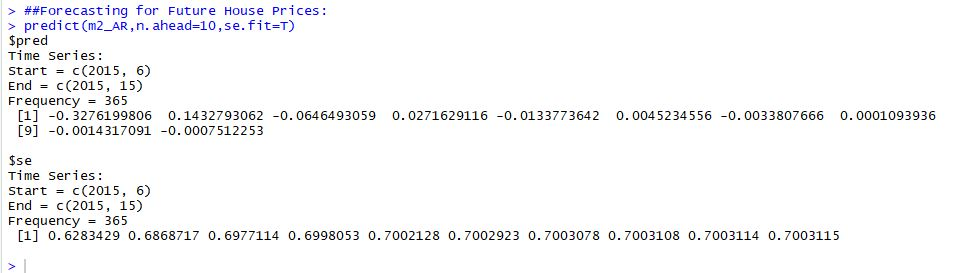 > ##Forecasting for Future House Prices:
> predict(m2_AR,n.ahead=10,se.fit=T)
$pred
Time Series:
Start = c(2015, 6)
End = c(2015, 15)
Frequency = 365
 [1] -0.3276199806  0.1432793062 -0.0646493059  0.0271629116 -0.0133773642  0.0045234556 -0.0033807666  0.0001093936
 [9] -0.0014317091 -0.0007512253

$se
Time Series:
Start = c(2015, 6)
End = c(2015, 15)
Frequency = 365
 [1] 0.6283429 0.6868717 0.6977114 0.6998053 0.7002128 0.7002923 0.7003078 0.7003108 0.7003114 0.7003115

>